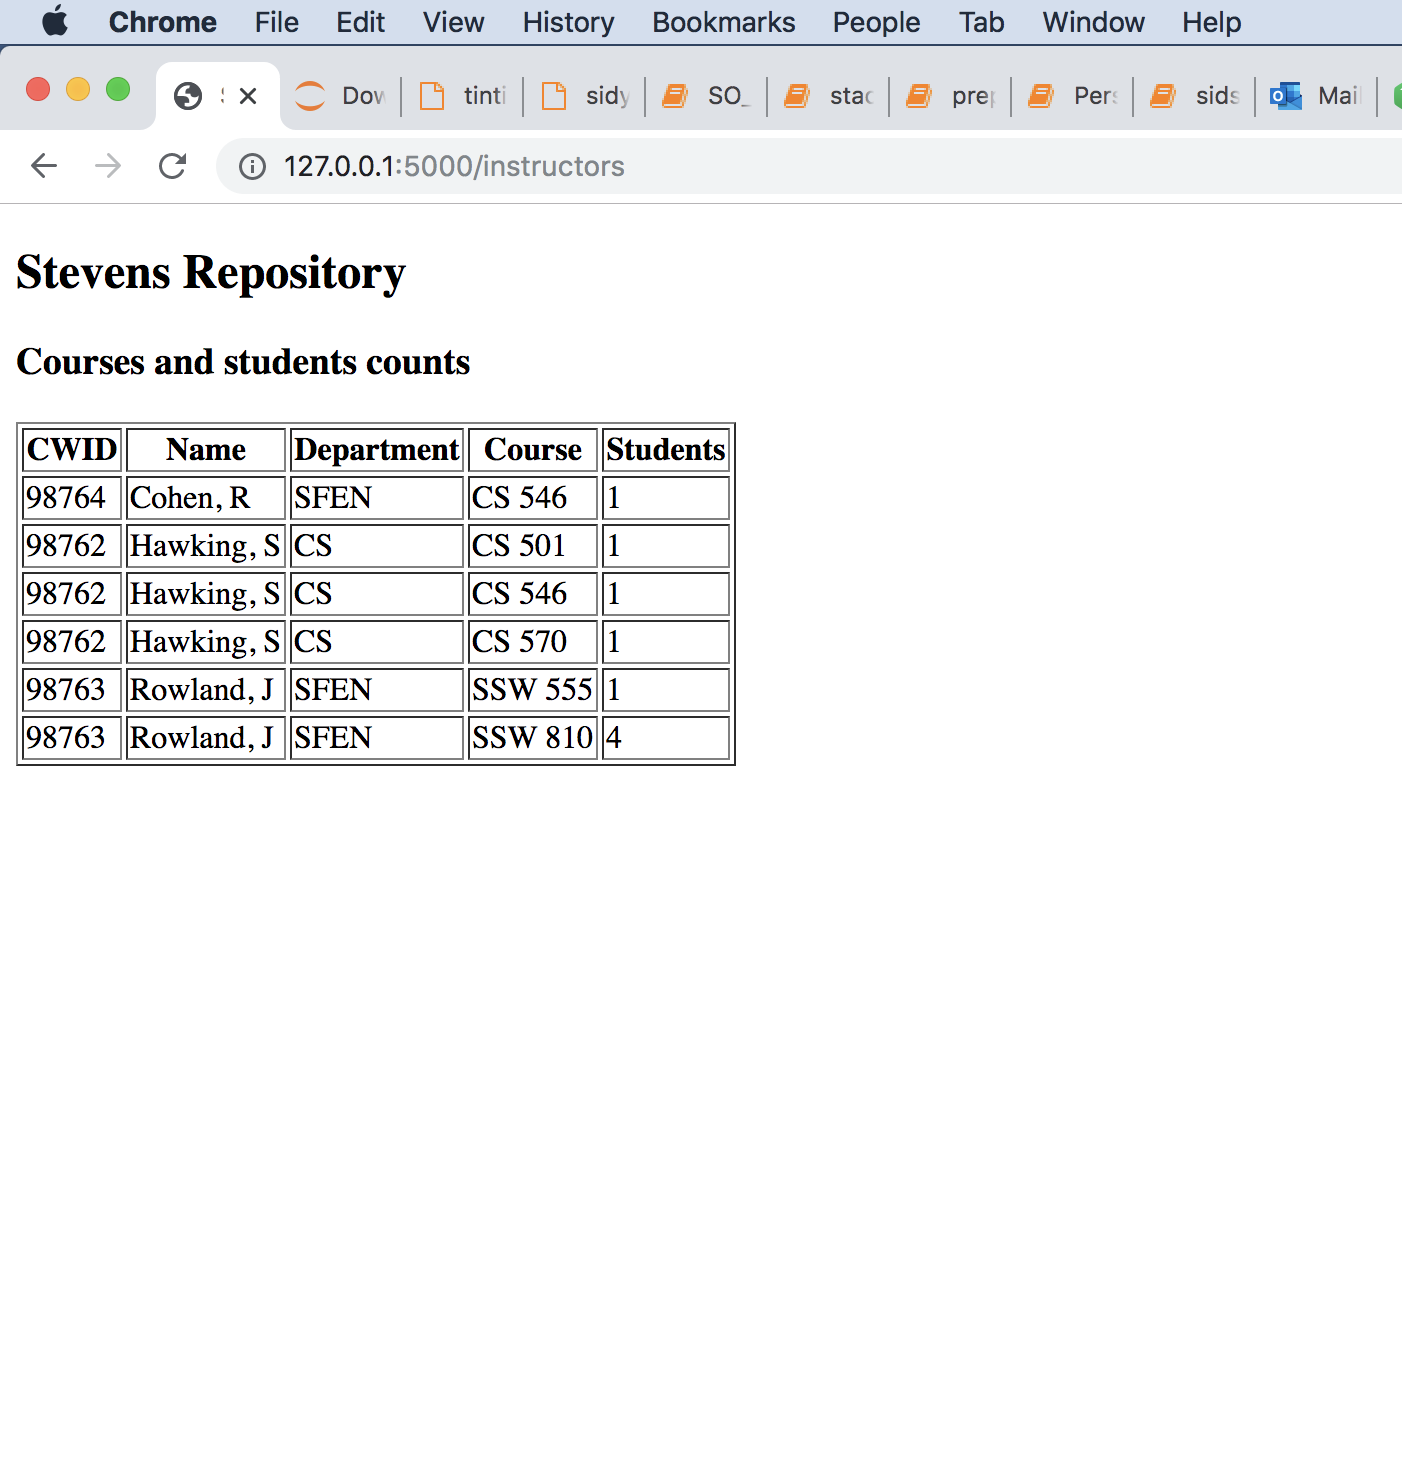 Chrome File Edit View History Bookmarks People Tab Window Help
Dow tinti sidy SO_ stac prep Pers sids Mail
127.0.0.1:5000/instructors
Stevens Repository
Courses and students counts
CWID Name Department Course Students
98764 Cohen, R SFEN CS 546 1
98762 Hawking, S CS CS 501 1
98762 Hawking, S CS CS 546 1
98762 Hawking, S CS CS 570 1
98763 Rowland, J SFEN SSW 555 1
98763 Rowland, J SFEN SSW 810 4